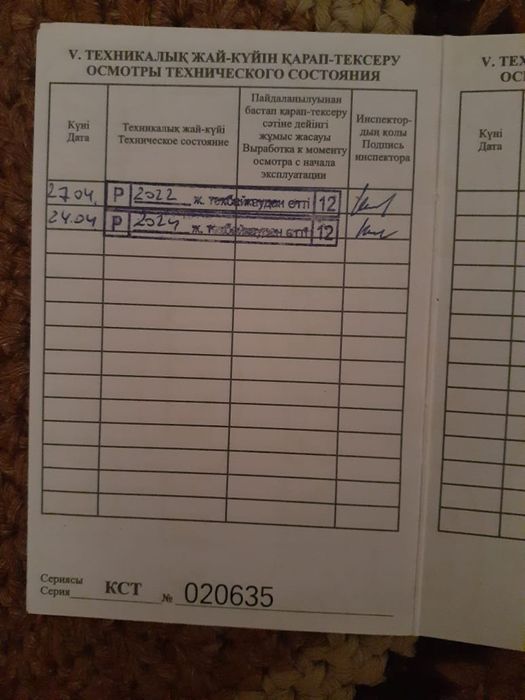 V. ТЕХНИКАЛЫҚ ЖАЙ-КҮЙІН ҚАРАП-ТЕКСЕРУ
ОСМОТРЫ ТЕХНИЧЕСКОГО СОСТОЯНИЯ
Күні
Дата
Техникалық жай-күйі
Техническое состояние
Пайдаланылуынан
бастап қарап-тексеру
сәтіне дейінгі
жұмыс жасауы
Выработка к моменту
осмотра с начала
эксплуатации
Инспектор-
дың қолы
Подпись
инспектора
27.04. Р 2022 ж. техбайқаудан өтті 12
24.04 Р 2024 ж. техбайқаудан өтті 12
Сериясы
Серия КСТ № 020635
V. ТЕХ
ОС
Күні
Дата